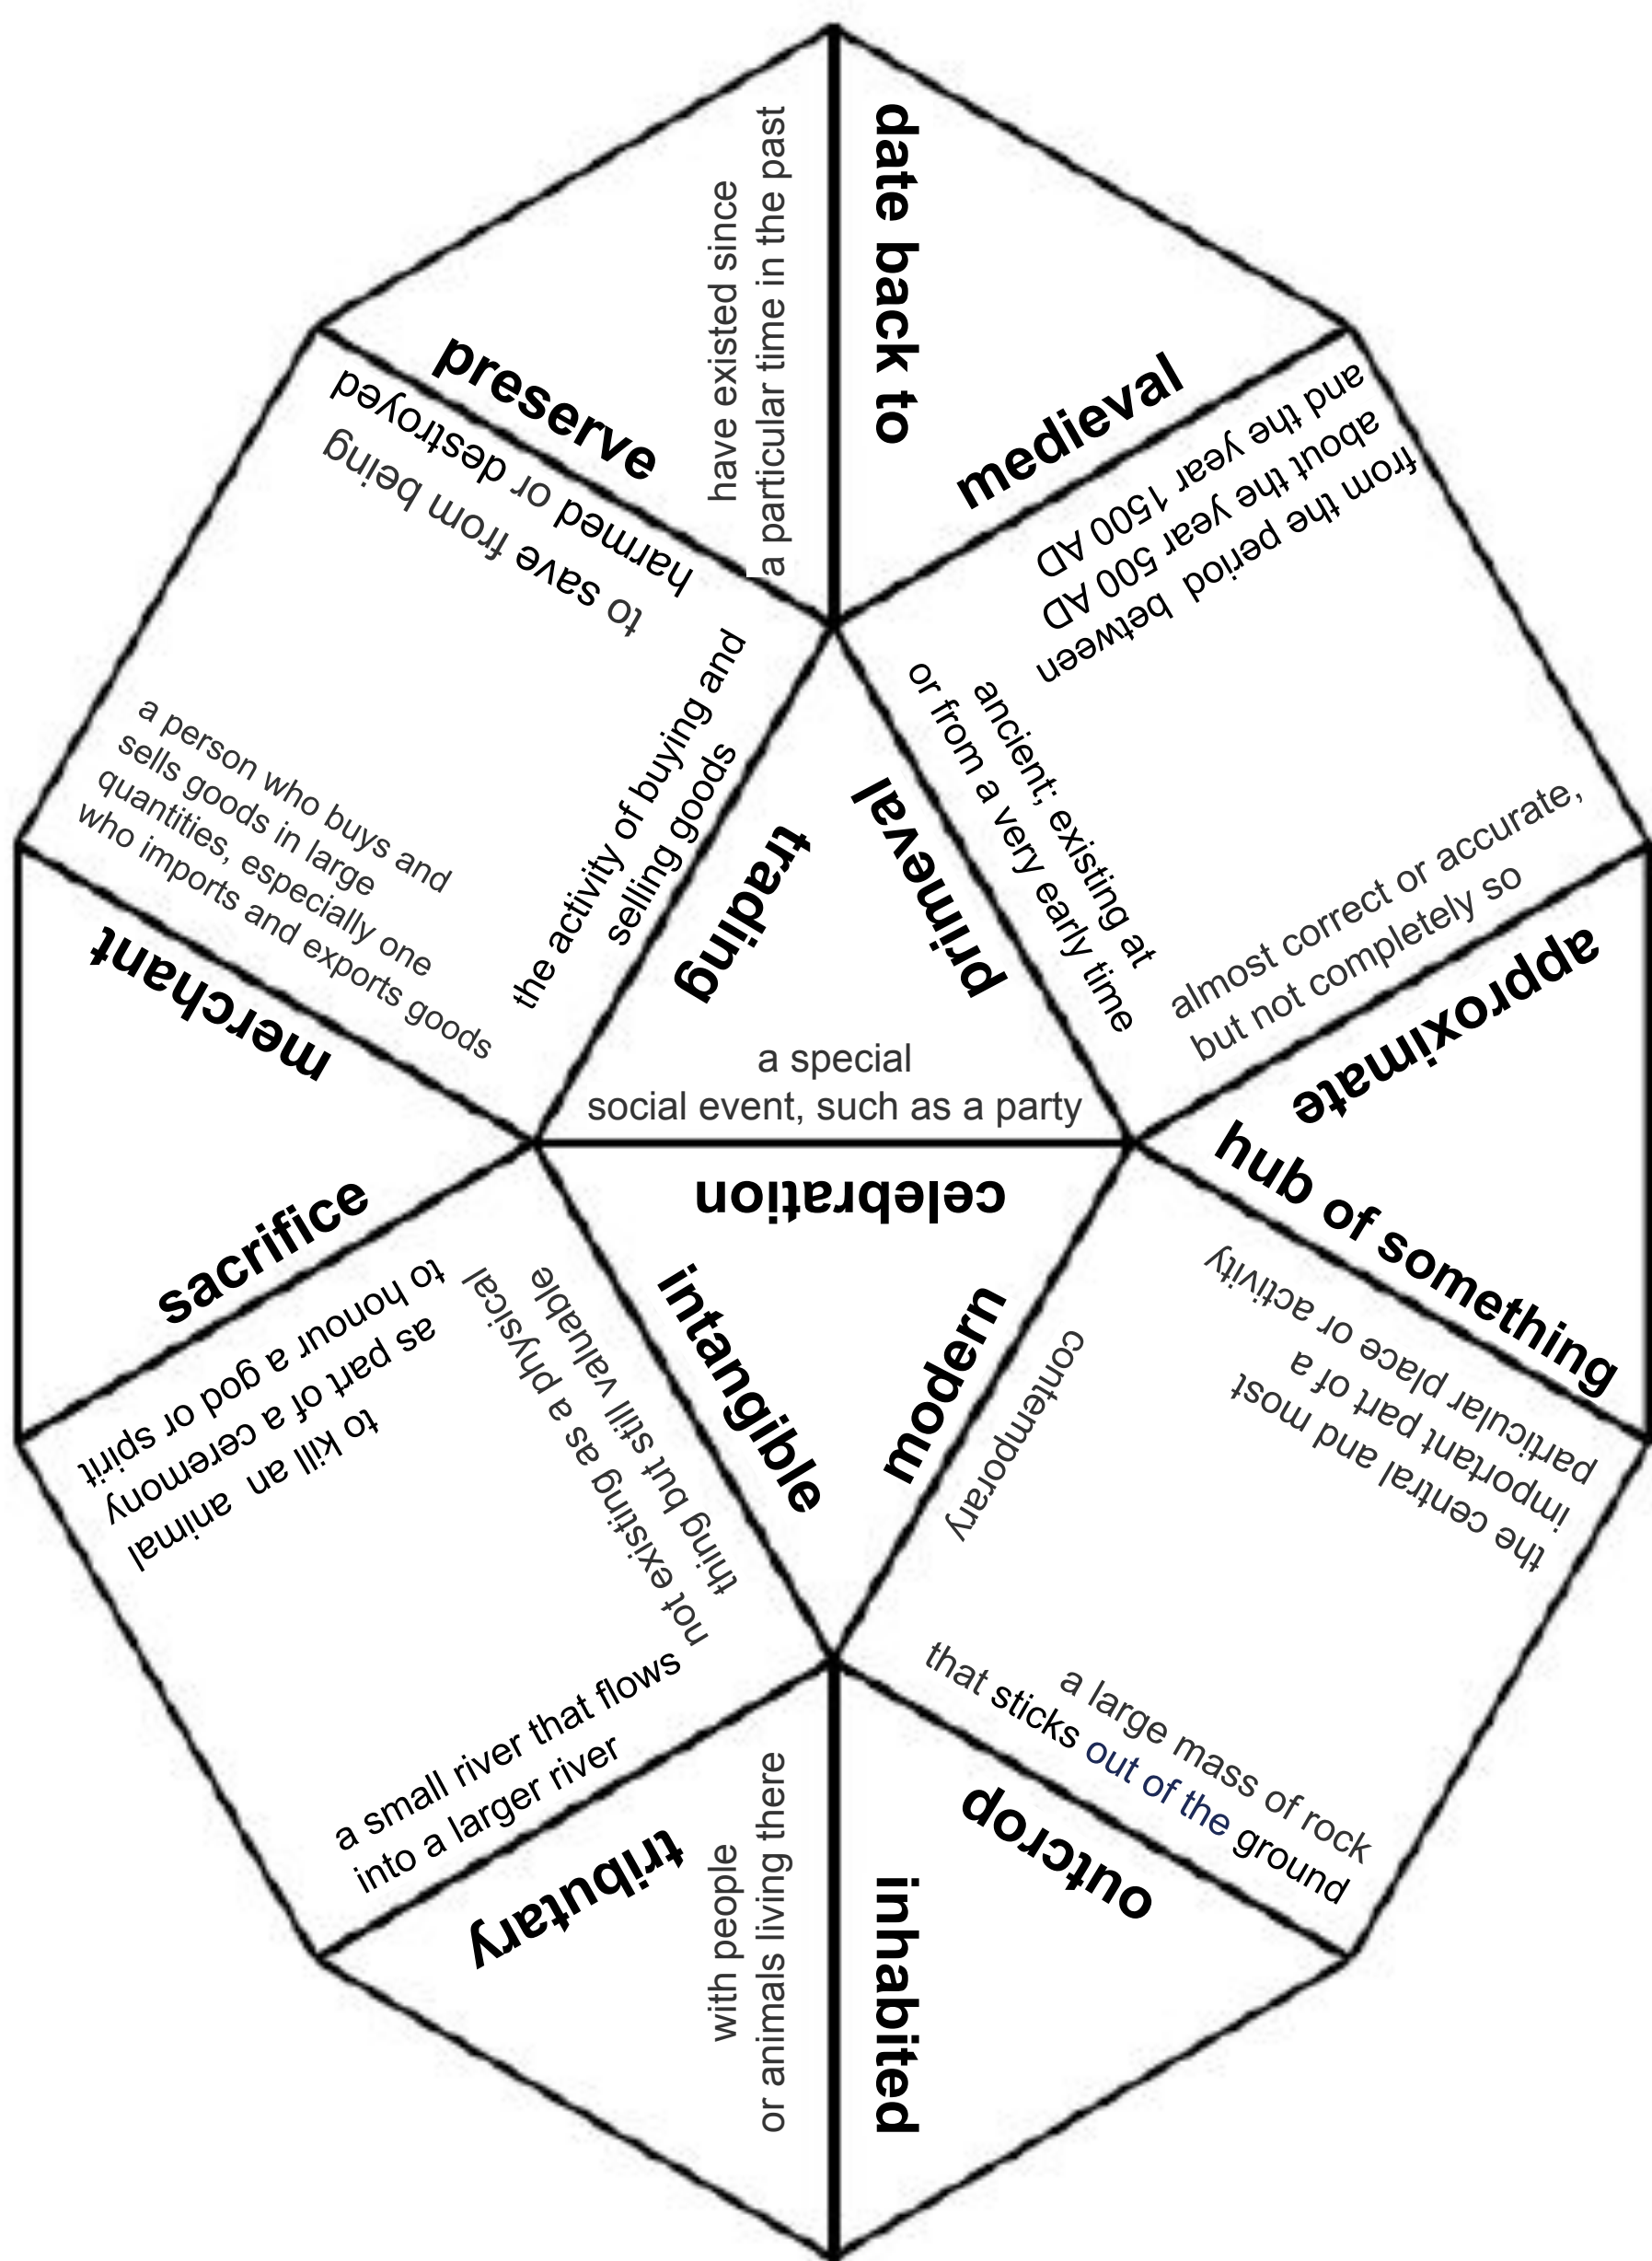 have existed since
a particular time in the past
date back to
preserve
harmed or destroyed
to save from being
medieval
from the period between
about the year 500 AD
and the year 1500 AD
a person who buys and
sells goods in large
quantities, especially one
who imports and exports goods
merchant
the activity of buying and
selling goods
trading
primeval
ancient; existing at
or from a very early time
almost correct or accurate,
but not completely so
approximate
a special
social event, such as a party
celebration
hub of something
the central and most
important part of a
particular place or activity
sacrifice
to kill an animal
as part of a ceremony
to honour a god or spirit
intangible
not existing as a physical
thing but still valuable
modern
contemporary
a small river that flows
into a larger river
tributary
a large mass of rock
that sticks out of the ground
outcrop
with people
or animals living there
inhabited